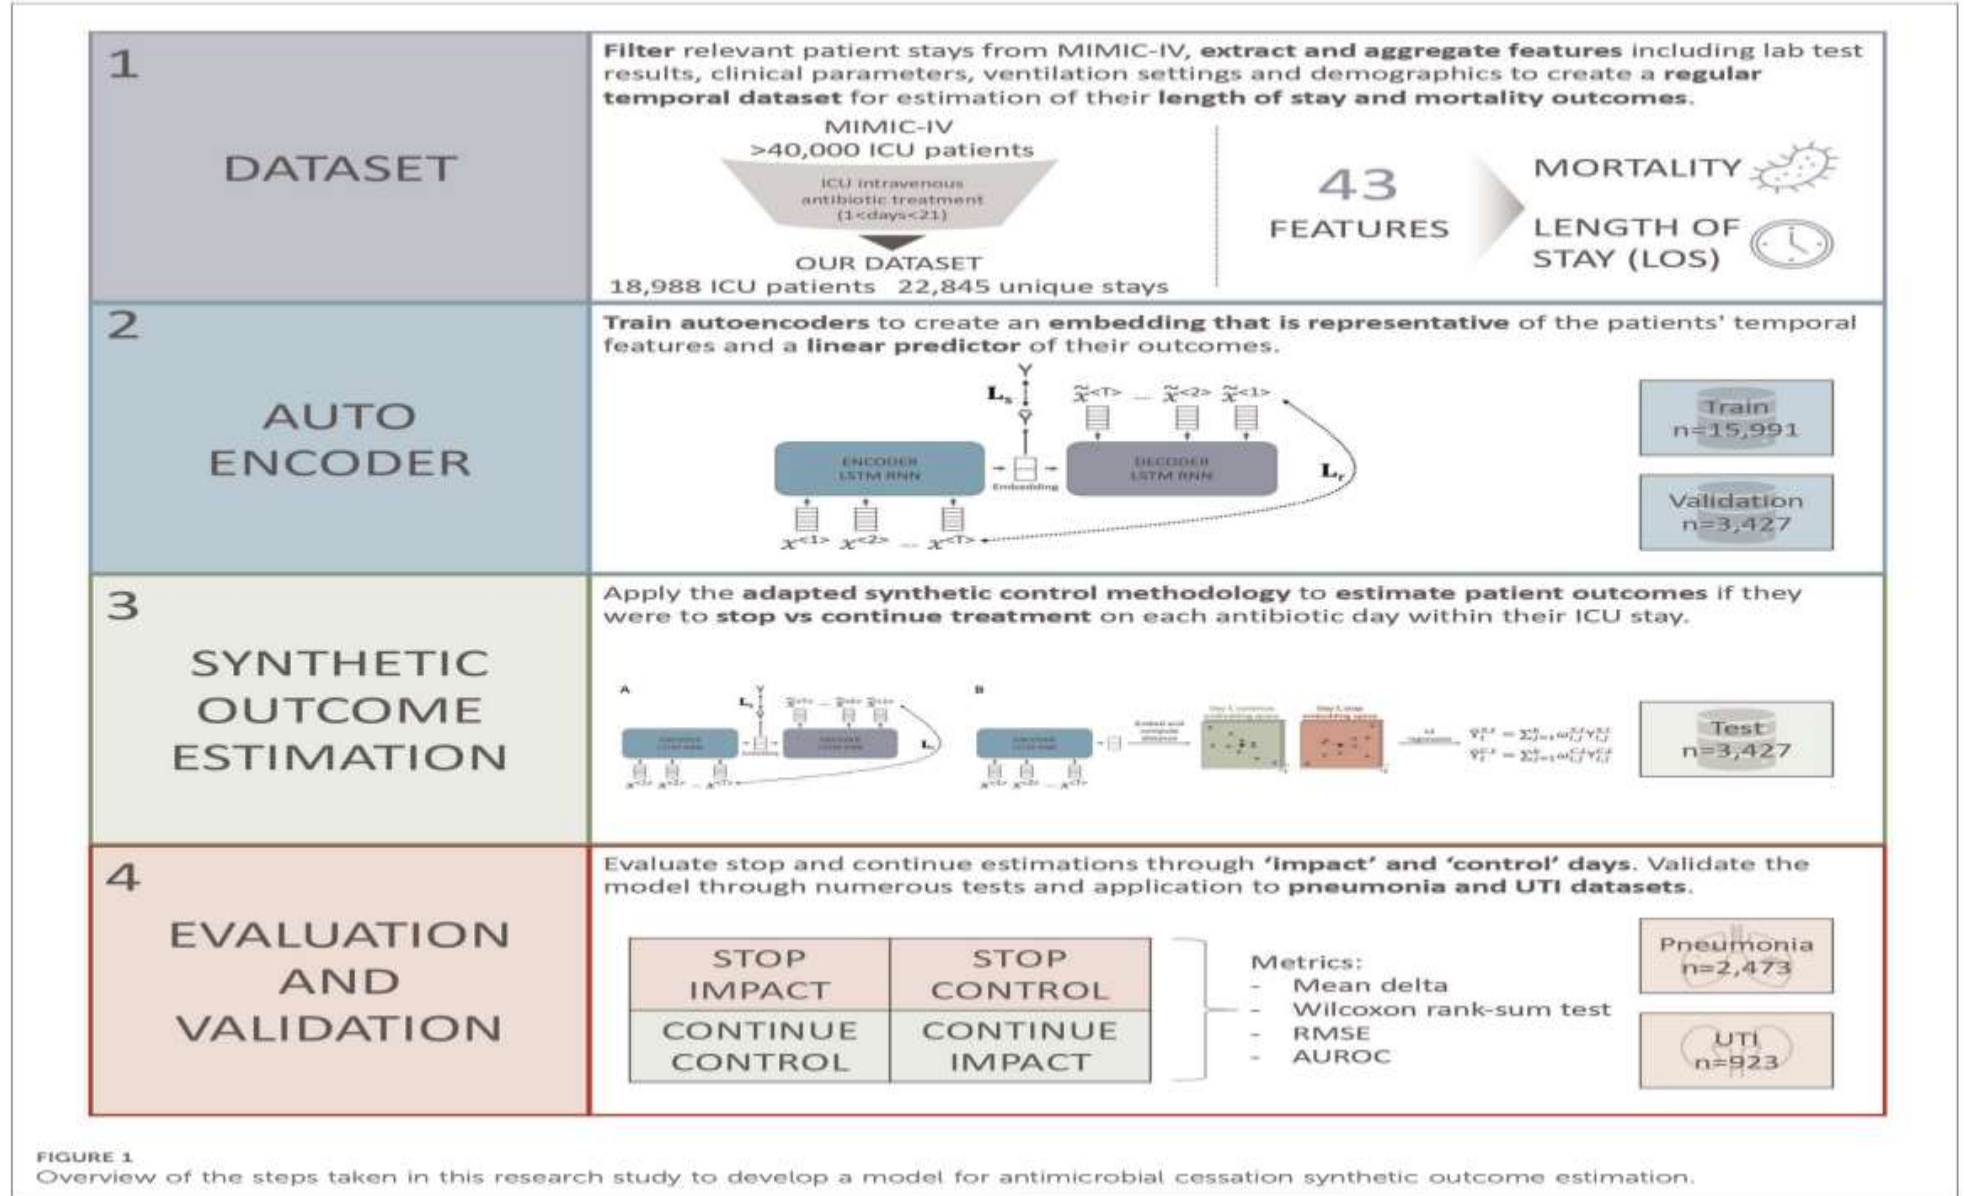 1
DATASET
Filter relevant patient stays from MIMIC-IV, extract and aggregate features including lab test
results, clinical parameters, ventilation settings and demographics to create a regular
temporal dataset for estimation of their length of stay and mortality outcomes.
MIMIC-IV
>40,000 ICU patients
ICU intravenous
antibiotic treatment
(1<days<21)
OUR DATASET
18,988 ICU patients 22,845 unique stays
43
FEATURES
MORTALITY
LENGTH OF
STAY (LOS)
2
AUTO
ENCODER
Train autoencoders to create an embedding that is representative of the patients' temporal
features and a linear predictor of their outcomes.
Y
Ls
Ŷ
x̃<T> ... x̃<2> x̃<1>
ENCODER
LSTM RNN
Embedding
DECODER
LSTM RNN
Lr
x<1> x<2> ... x<T>
Train
n=15,991
Validation
n=3,427
3
SYNTHETIC
OUTCOME
ESTIMATION
Apply the adapted synthetic control methodology to estimate patient outcomes if they
were to stop vs continue treatment on each antibiotic day within their ICU stay.
A
B
Embed and
compute
distance
Test
n=3,427
4
EVALUATION
AND
VALIDATION
Evaluate stop and continue estimations through ‘impact’ and ‘control’ days. Validate the
model through numerous tests and application to pneumonia and UTI datasets.
STOP
IMPACT
STOP
CONTROL
CONTINUE
CONTROL
CONTINUE
IMPACT
Metrics:
- Mean delta
- Wilcoxon rank-sum test
- RMSE
- AUROC
Pneumonia
n=2,473
UTI
n=923
FIGURE 1
Overview of the steps taken in this research study to develop a model for antimicrobial cessation synthetic outcome estimation.